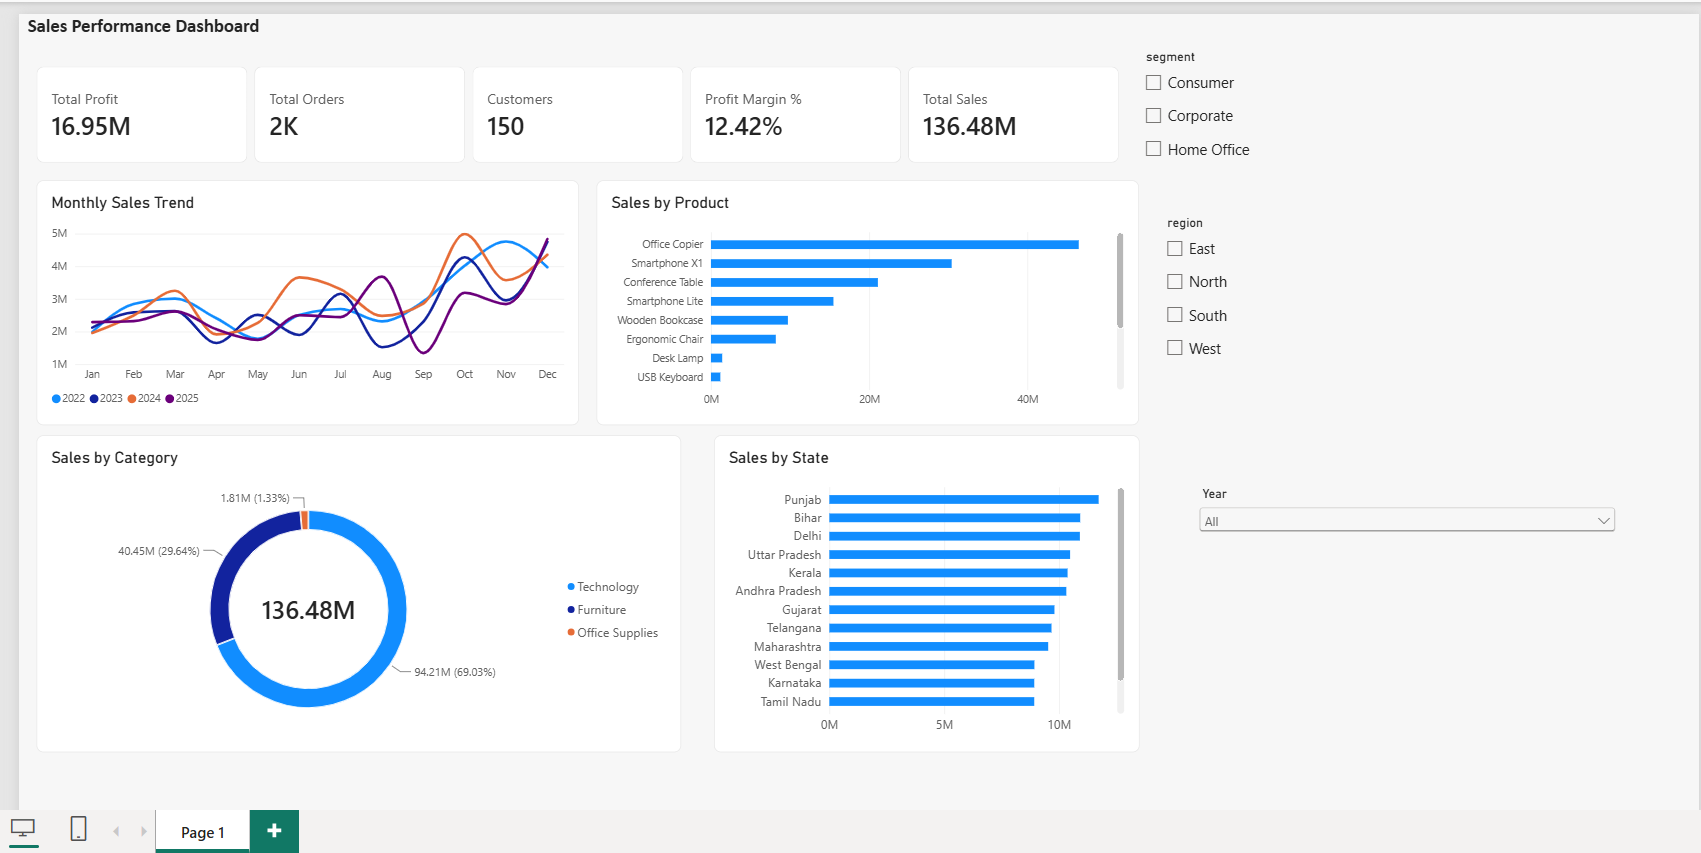 Sales Performance Dashboard
Total Profit
16.95M
Total Orders
2K
Customers
150
Profit Margin %
12.42%
Total Sales
136.48M
segment
Consumer
Corporate
Home Office
region
East
North
South
West
Monthly Sales Trend
5M
4M
3M
2M
1M
Jan Feb Mar Apr May Jun Jul Aug Sep Oct Nov Dec
2022 2023 2024 2025
Sales by Product
Office Copier
Smartphone X1
Conference Table
Smartphone Lite
Wooden Bookcase
Ergonomic Chair
Desk Lamp
USB Keyboard
0M 20M 40M
Sales by Category
1.81M (1.33%)
40.45M (29.64%)
136.48M
94.21M (69.03%)
Technology
Furniture
Office Supplies
Sales by State
Punjab
Bihar
Delhi
Uttar Pradesh
Kerala
Andhra Pradesh
Gujarat
Telangana
Maharashtra
West Bengal
Karnataka
Tamil Nadu
0M 5M 10M
Year
All
Page 1